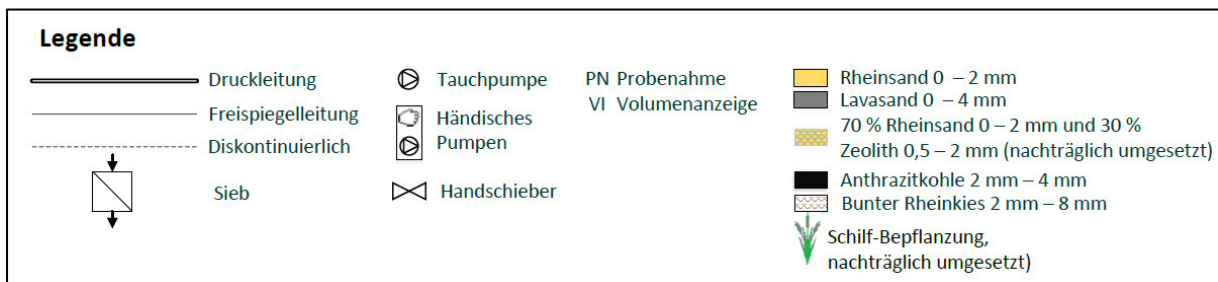 Legende
Druckleitung
Freispiegelleitung
Diskontinuierlich
Sieb
Tauchpumpe
Händisches
Pumpen
Handschieber
PN Probenahme
VI Volumenanzeige
Rheinsand 0 – 2 mm
Lavasand 0 – 4 mm
70 % Rheinsand 0 – 2 mm und 30 %
Zeolith 0,5 – 2 mm (nachträglich umgesetzt)
Anthrazitkohle 2 mm – 4 mm
Bunter Rheinkies 2 mm – 8 mm
Schilf-Bepflanzung,
nachträglich umgesetzt)